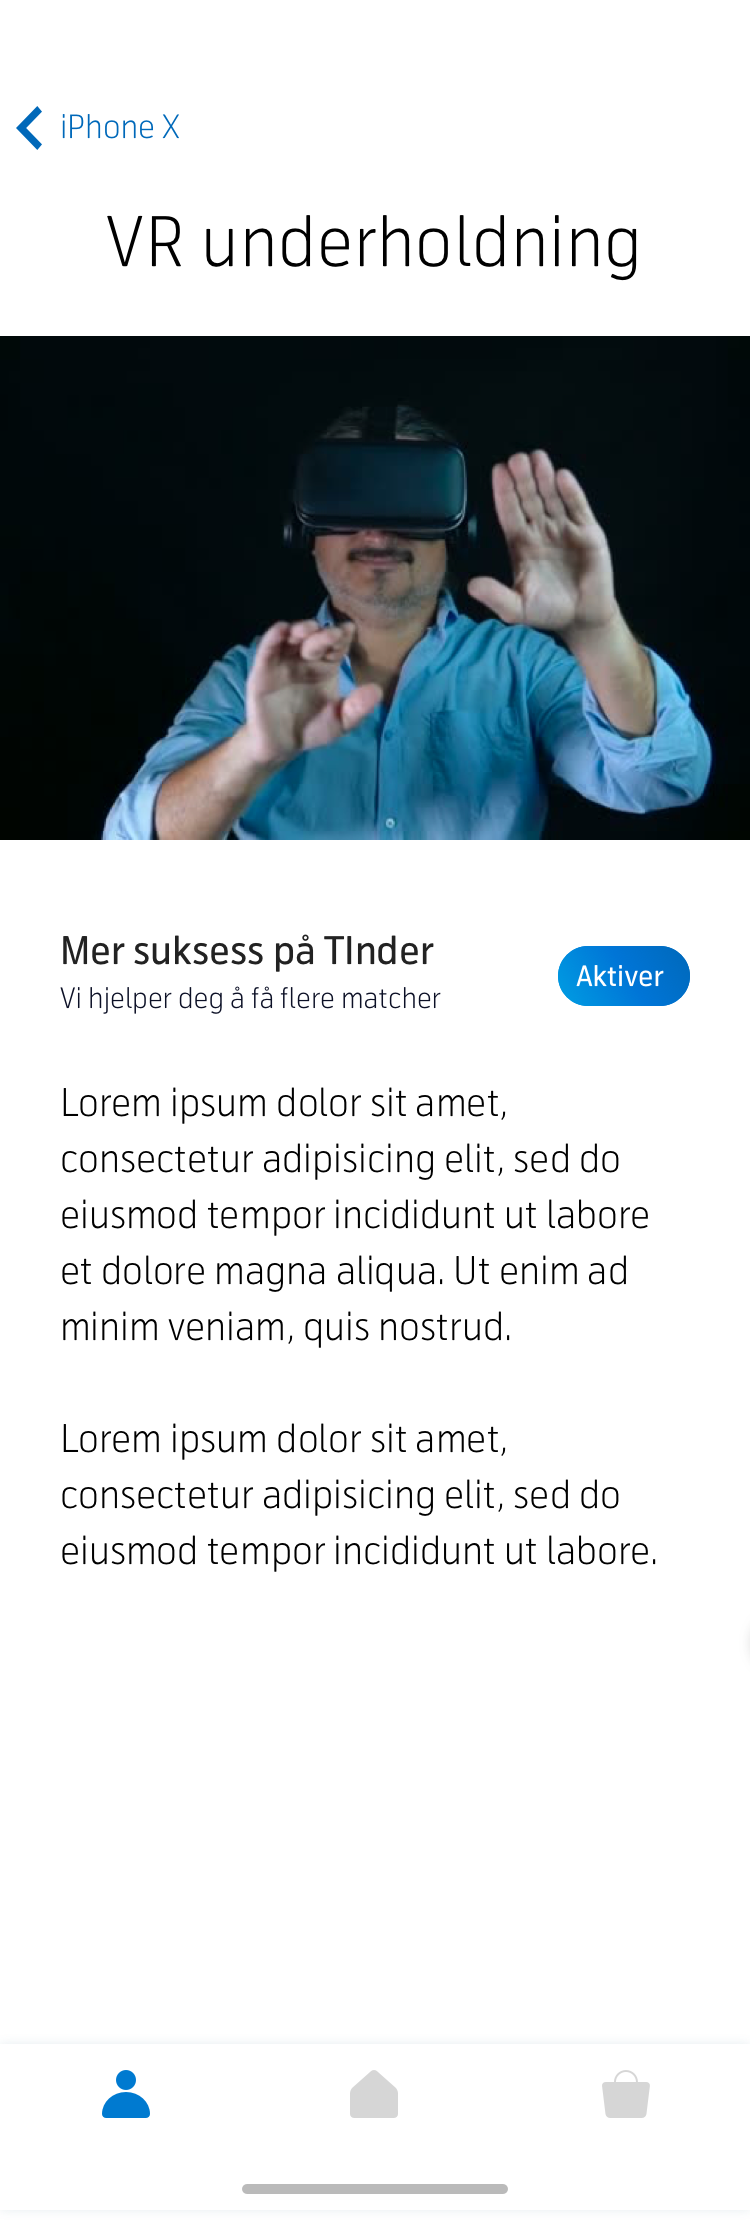 iPhone X
VR underholdning
Mer suksess på TInder
Vi hjelper deg å få flere matcher
Aktiver
Lorem ipsum dolor sit amet,
consectetur adipisicing elit, sed do
eiusmod tempor incididunt ut labore
et dolore magna aliqua. Ut enim ad
minim veniam, quis nostrud.
Lorem ipsum dolor sit amet,
consectetur adipisicing elit, sed do
eiusmod tempor incididunt ut labore.